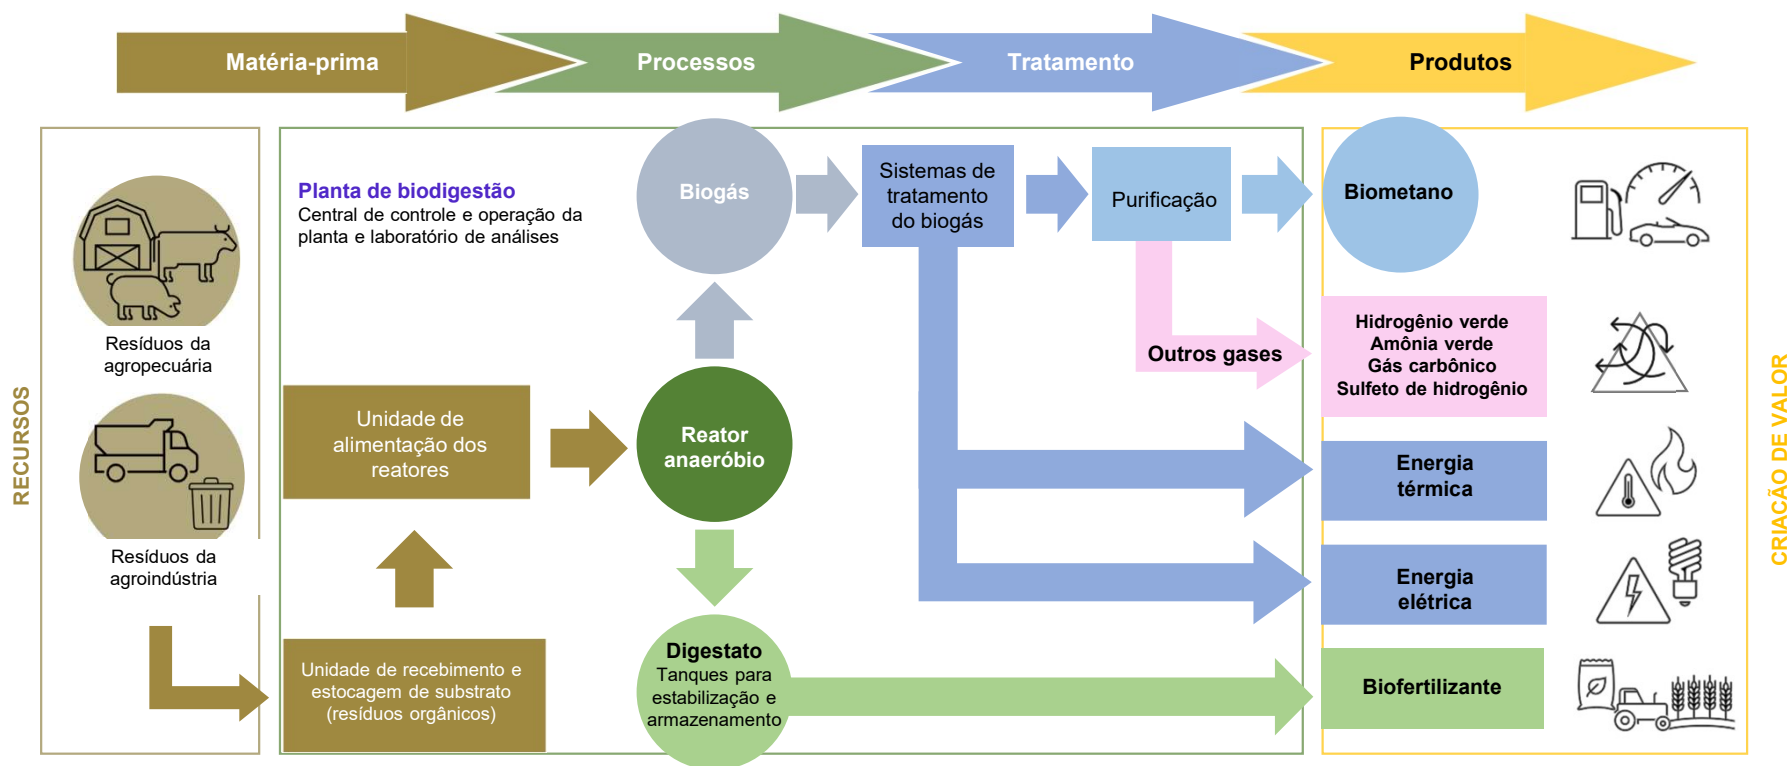 Matéria-prima
Processos
Tratamento
Produtos
RECURSOS
Resíduos da
agropecuária
Resíduos da
agroindústria
Planta de biodigestão
Central de controle e operação da
planta e laboratório de análises
Unidade de recebimento e
estocagem de substrato
(resíduos orgânicos)
Unidade de
alimentação dos
reatores
Reator
anaeróbio
Biogás
Digestato
Tanques para
estabilização e
armazenamento
Sistemas de
tratamento
do biogás
Purificação
Outros gases
Biometano
Hidrogênio verde
Amônia verde
Gás carbônico
Sulfeto de hidrogênio
Energia
térmica
Energia
elétrica
Biofertilizante
CRIAÇÃO DE VALOR